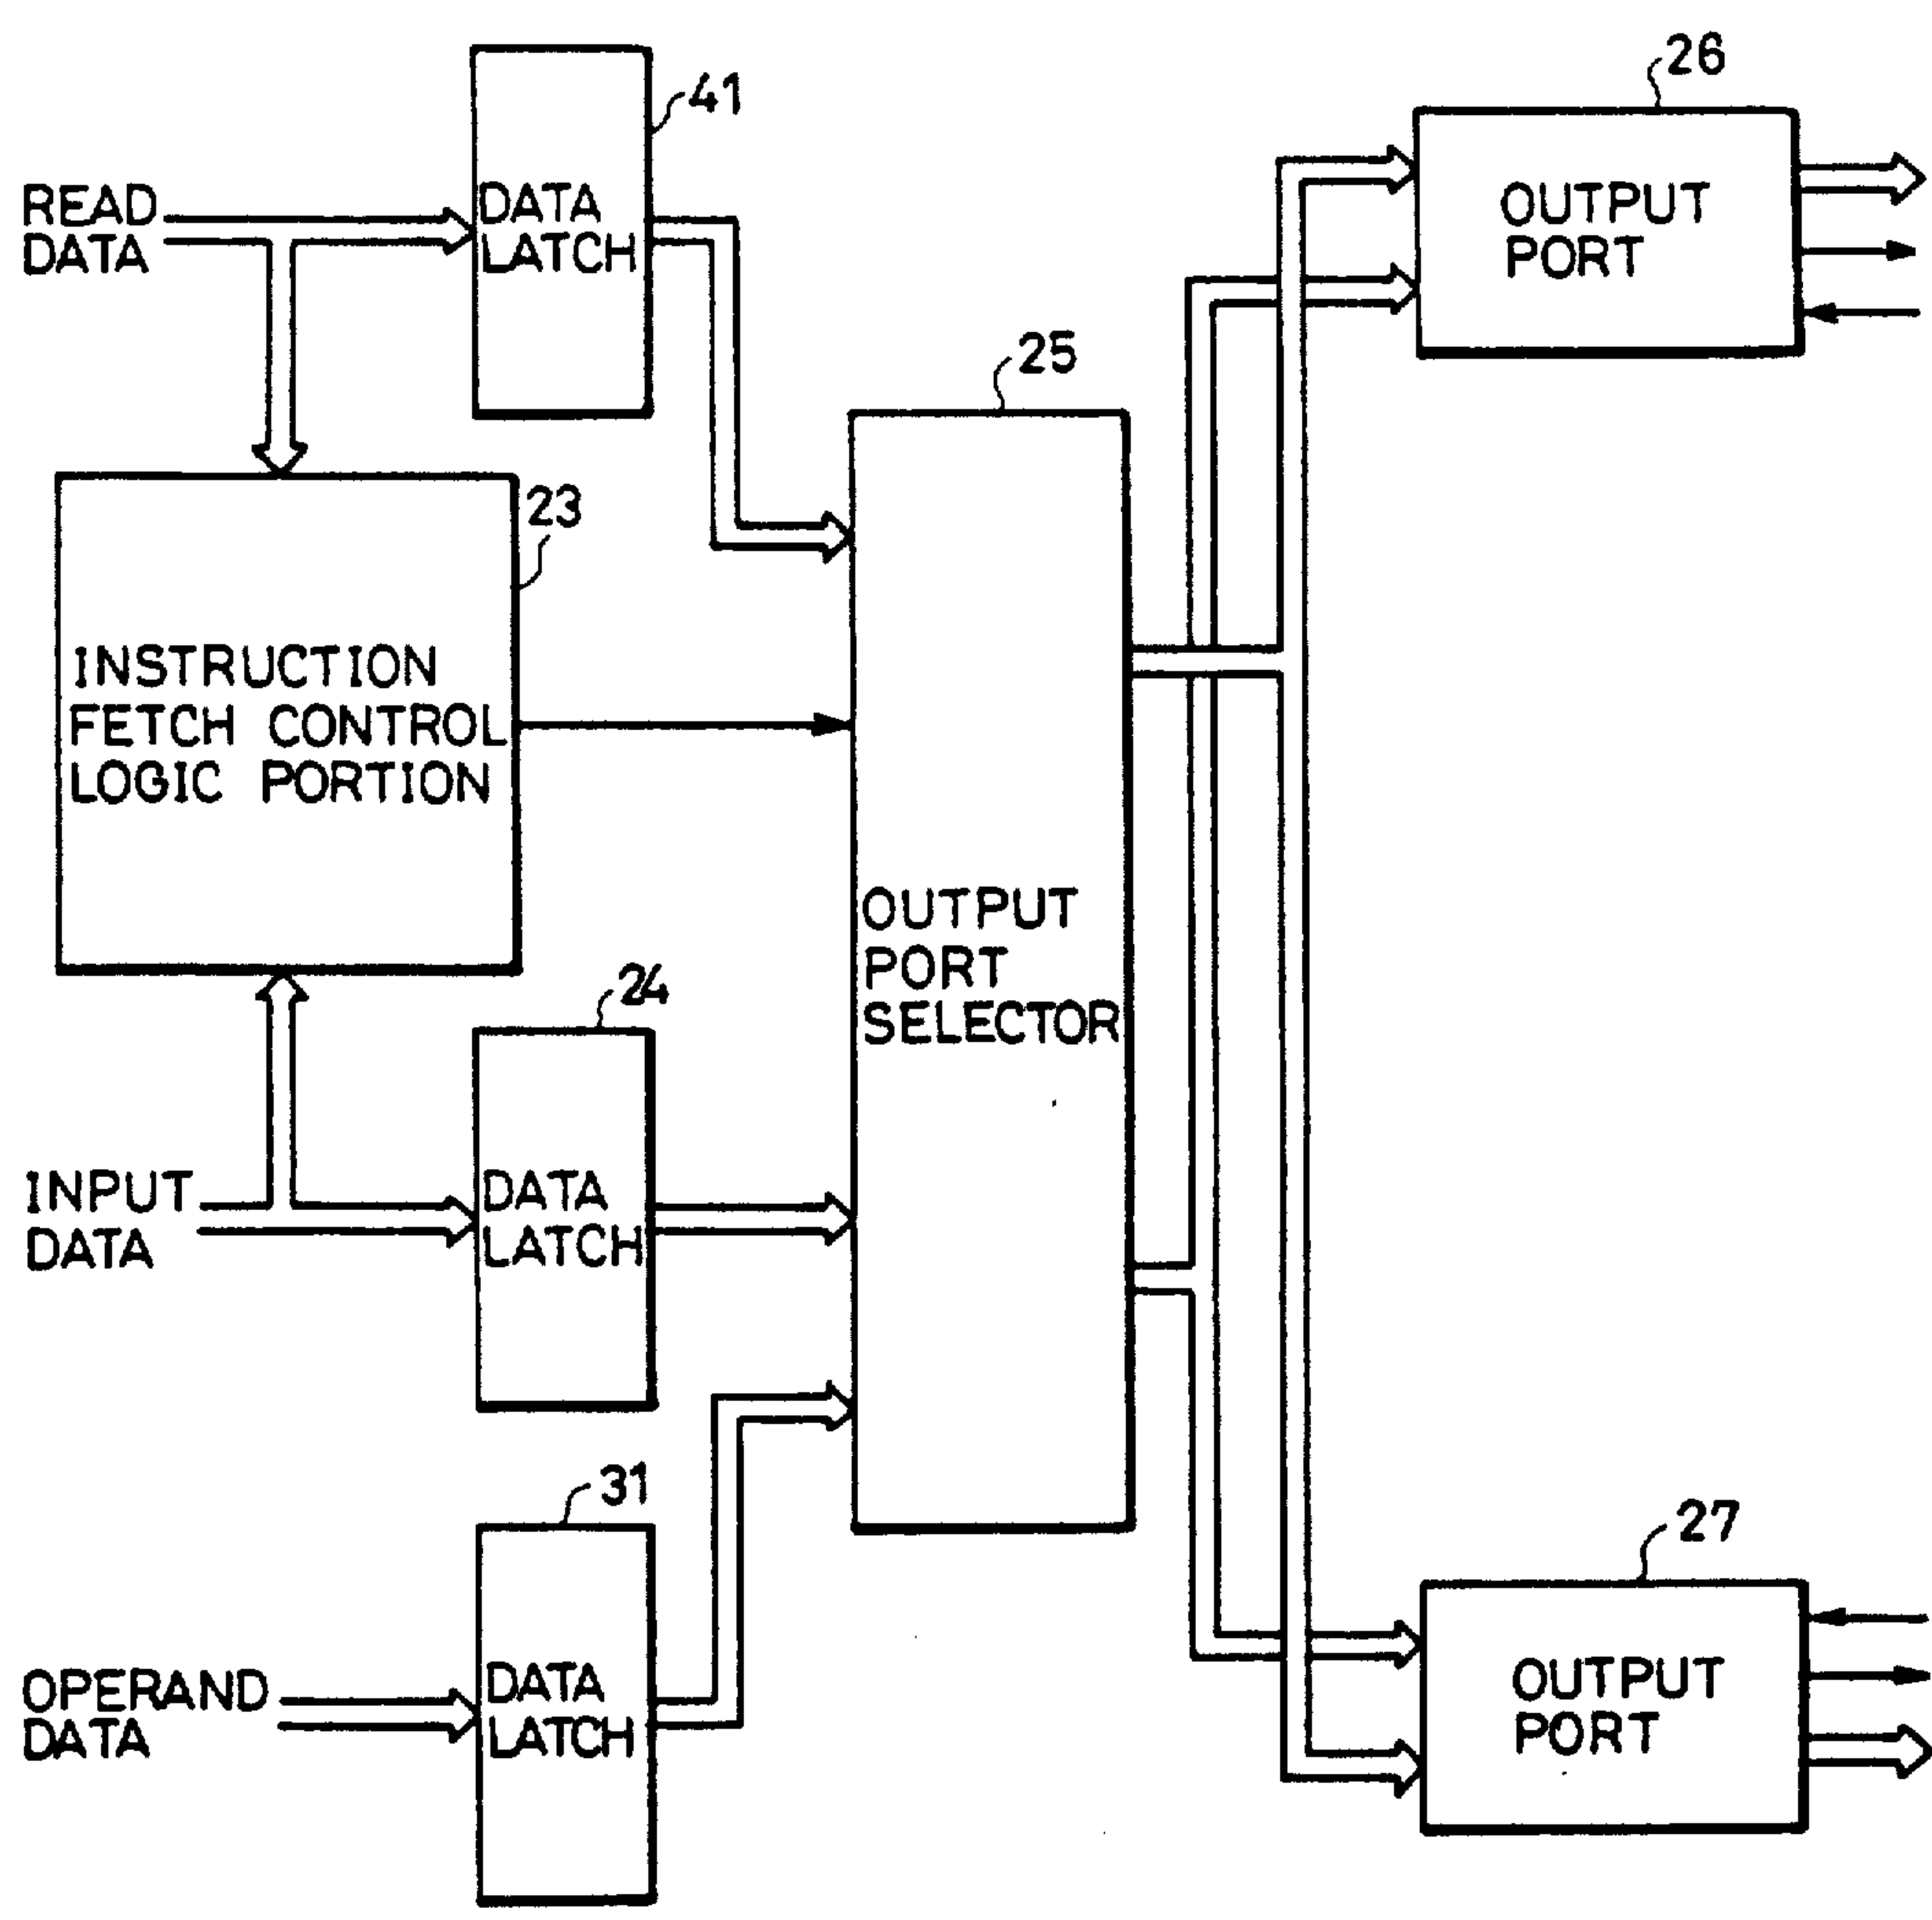 26
41
READ
DATA
DATA
LATCH
OUTPUT
PORT
25
23
INSTRUCTION
FETCH CONTROL
LOGIC PORTION
OUTPUT
PORT
SELECTOR
24
INPUT
DATA
DATA
LATCH
31
27
OPERAND
DATA
DATA
LATCH
OUTPUT
PORT